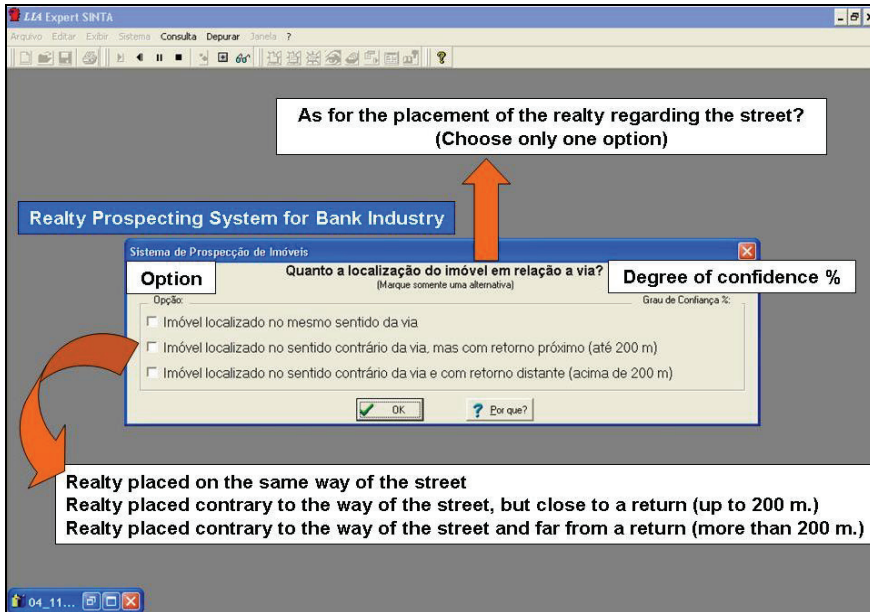 LIA Expert SINTA
Arquivo Editar Exibir Sistema Consulta Depurar Janela ?
As for the placement of the realty regarding the street?
(Choose only one option)
Realty Prospecting System for Bank Industry
Sistema de Prospecção de Imóveis
Quanto a localização do imóvel em relação a via?
(Marque somente uma alternativa)
Option
Degree of confidence %
Opção:
Grau de Confiança %:
Imóvel localizado no mesmo sentido da via
Imóvel localizado no sentido contrário da via, mas com retorno próximo (até 200 m)
Imóvel localizado no sentido contrário da via e com retorno distante (acima de 200 m)
OK
? Por que?
Realty placed on the same way of the street
Realty placed contrary to the way of the street, but close to a return (up to 200 m.)
Realty placed contrary to the way of the street and far from a return (more than 200 m.)
04_11...